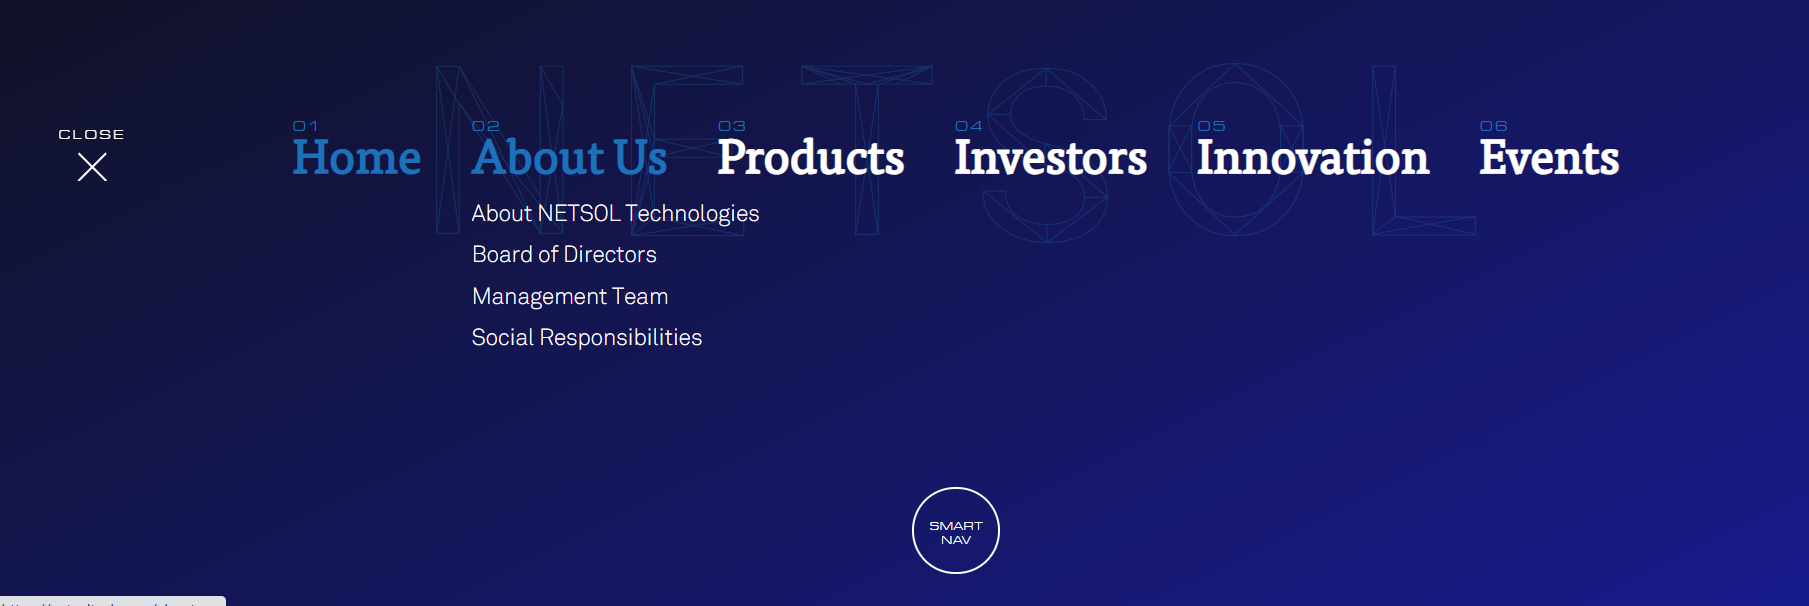 NETSOL
CLOSE
01 02 03 04 05 06
Home About Us Products Investors Innovation Events
About NETSOL Technologies
Board of Directors
Management Team
Social Responsibilities
SMART
NAV